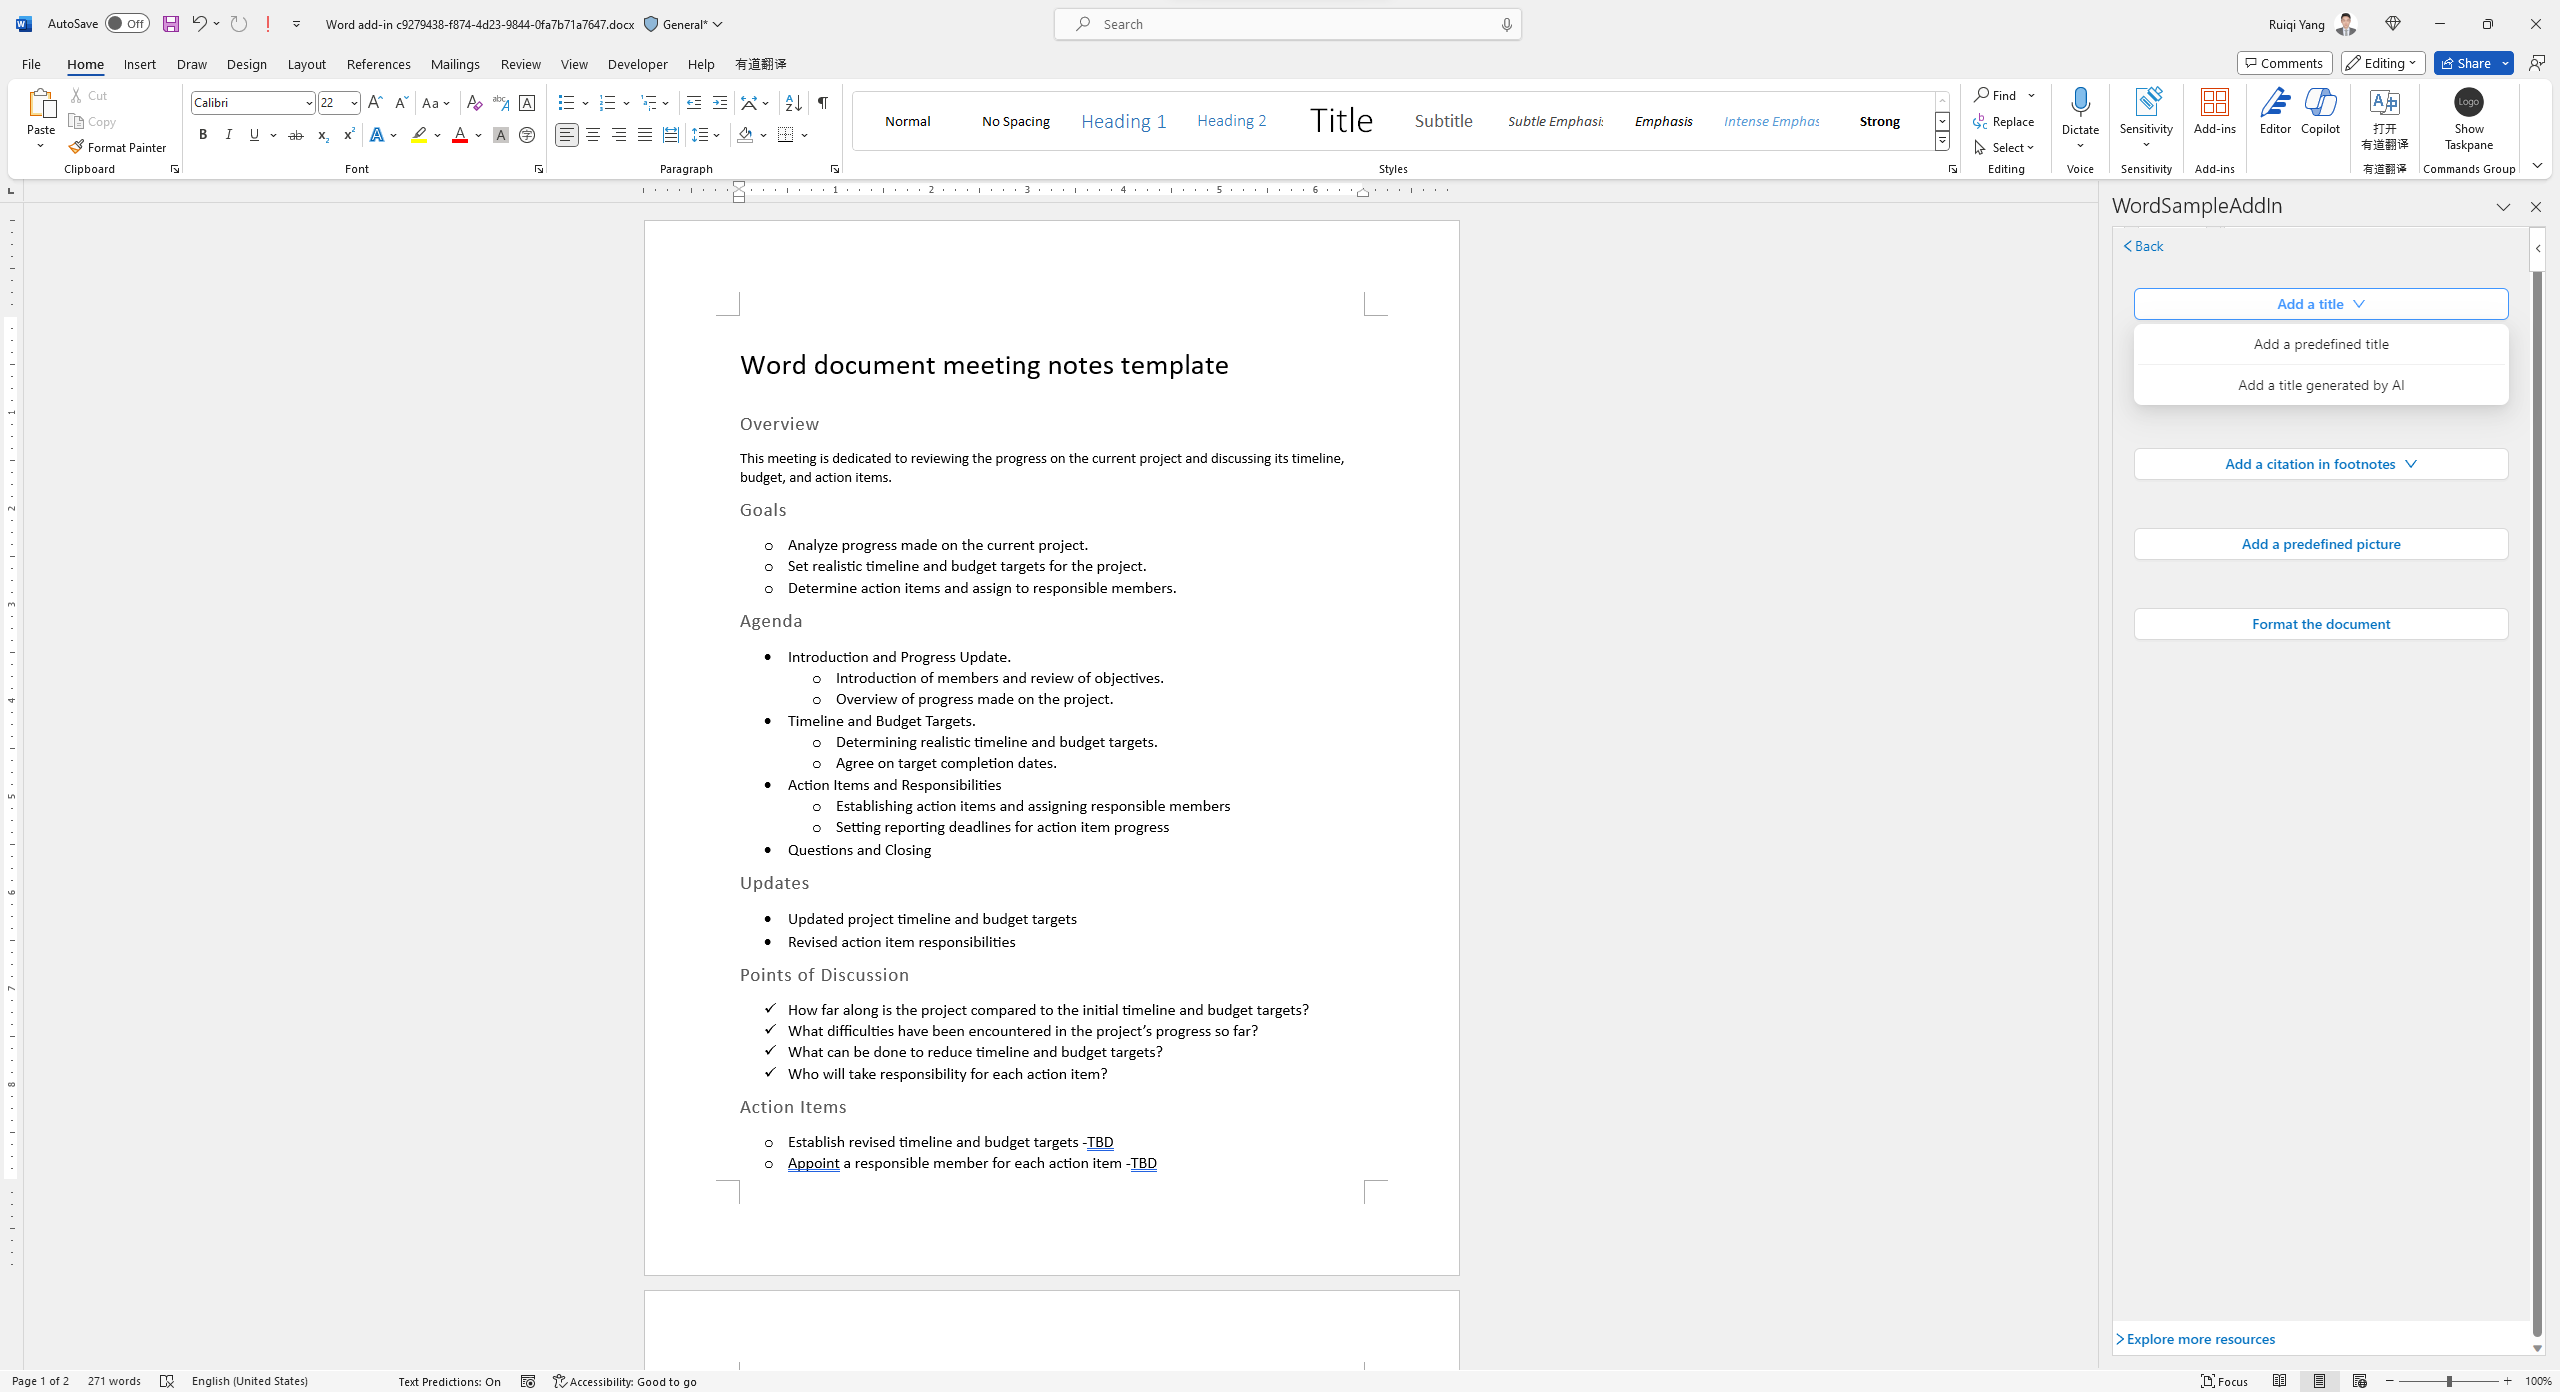 AutoSave Off Word add-in c9279438-f874-4d23-9844-0fa7b71a7647.docx General* Search Ruiqi Yang
File Home Insert Draw Design Layout References Mailings Review View Developer Help 有道翻译 Comments Editing Share
Paste Cut Copy Format Painter Clipboard
Calibri 22 Aa Font
Paragraph
Normal No Spacing Heading 1 Heading 2 Title Subtitle Subtle Emphasis Emphasis Intense Emphas Strong Styles
Find Replace Select Editing
Dictate Voice
Sensitivity Sensitivity
Add-ins Add-ins
Editor Copilot
打开 有道翻译 有道翻译
Logo Show Taskpane Commands Group
1 2 3 4 5 6
Word document meeting notes template
Overview
This meeting is dedicated to reviewing the progress on the current project and discussing its timeline,
budget, and action items.
Goals
Analyze progress made on the current project.
Set realistic timeline and budget targets for the project.
Determine action items and assign to responsible members.
Agenda
Introduction and Progress Update.
Introduction of members and review of objectives.
Overview of progress made on the project.
Timeline and Budget Targets.
Determining realistic timeline and budget targets.
Agree on target completion dates.
Action Items and Responsibilities
Establishing action items and assigning responsible members
Setting reporting deadlines for action item progress
Questions and Closing
Updates
Updated project timeline and budget targets
Revised action item responsibilities
Points of Discussion
How far along is the project compared to the initial timeline and budget targets?
What difficulties have been encountered in the project’s progress so far?
What can be done to reduce timeline and budget targets?
Who will take responsibility for each action item?
Action Items
Establish revised timeline and budget targets -TBD
Appoint a responsible member for each action item -TBD
WordSampleAddIn
Back
Add a title
Add a predefined title
Add a title generated by AI
Add a citation in footnotes
Add a predefined picture
Format the document
Explore more resources
Page 1 of 2 271 words English (United States) Text Predictions: On Accessibility: Good to go Focus 100%